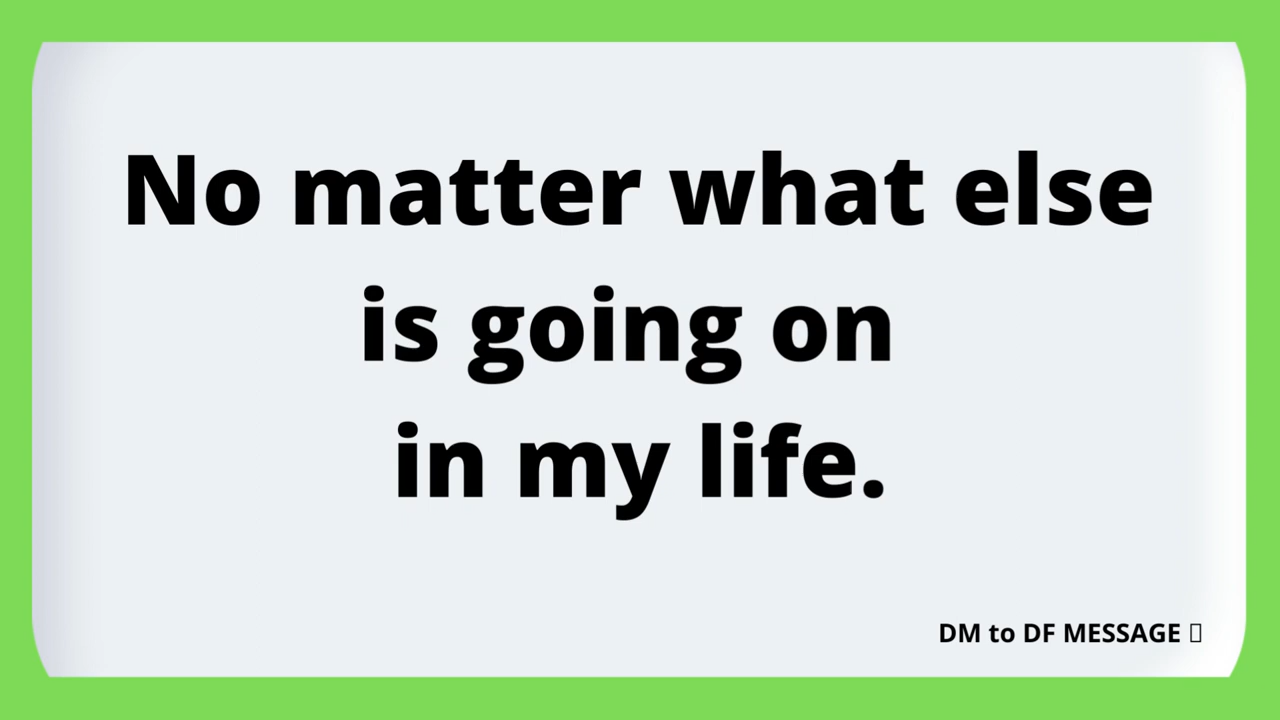 No matter what else
is going on
in my life.
DM to DF MESSAGE